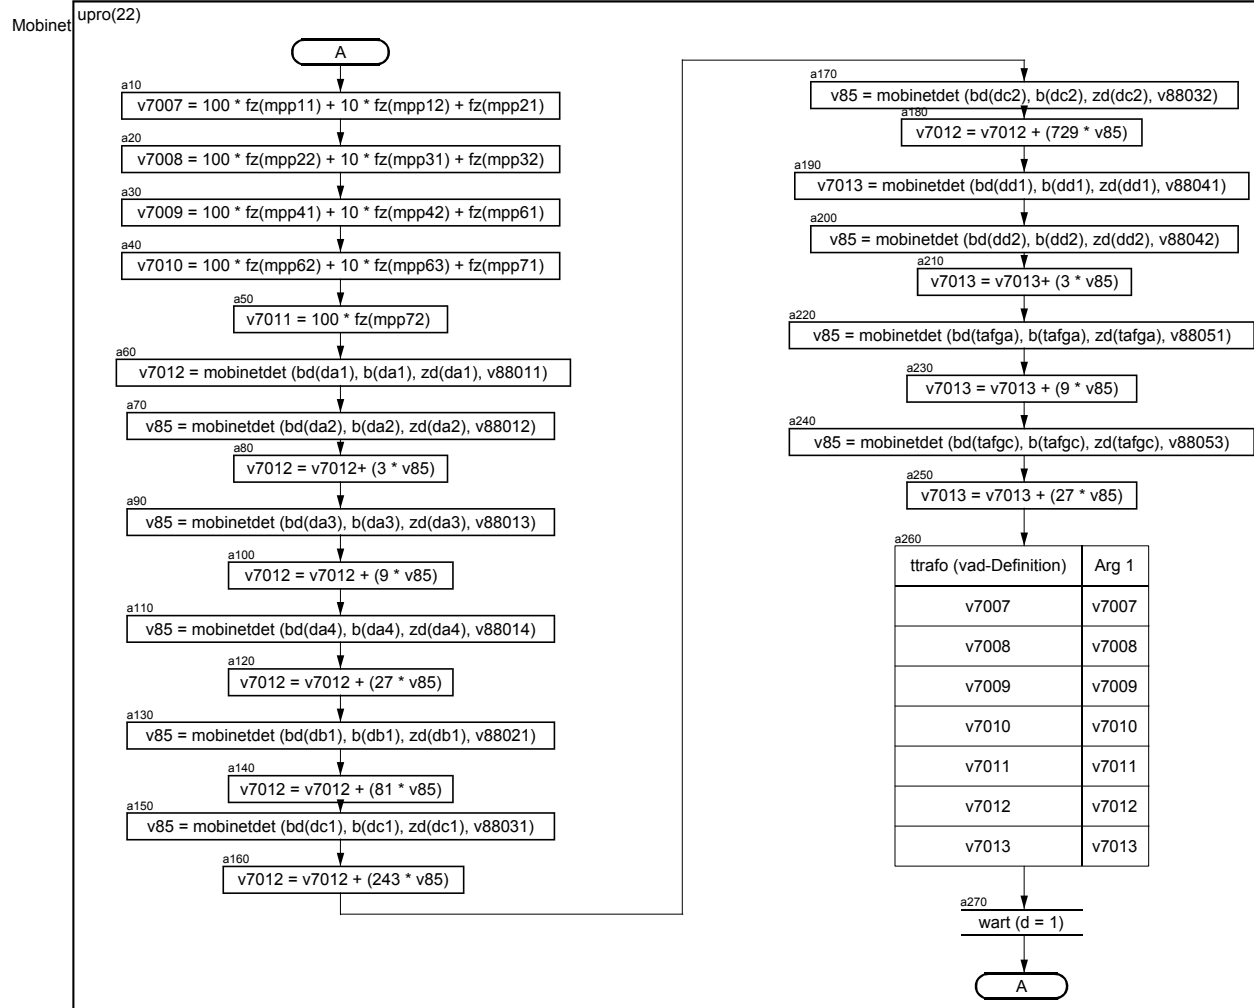 Mobinet
upro(22)
A
a10
v7007 = 100 * fz(mpp11) + 10 * fz(mpp12) + fz(mpp21)
a20
v7008 = 100 * fz(mpp22) + 10 * fz(mpp31) + fz(mpp32)
a30
v7009 = 100 * fz(mpp41) + 10 * fz(mpp42) + fz(mpp61)
a40
v7010 = 100 * fz(mpp62) + 10 * fz(mpp63) + fz(mpp71)
a50
v7011 = 100 * fz(mpp72)
a60
v7012 = mobinetdet (bd(da1), b(da1), zd(da1), v88011)
a70
v85 = mobinetdet (bd(da2), b(da2), zd(da2), v88012)
a80
v7012 = v7012+ (3 * v85)
a90
v85 = mobinetdet (bd(da3), b(da3), zd(da3), v88013)
a100
v7012 = v7012 + (9 * v85)
a110
v85 = mobinetdet (bd(da4), b(da4), zd(da4), v88014)
a120
v7012 = v7012 + (27 * v85)
a130
v85 = mobinetdet (bd(db1), b(db1), zd(db1), v88021)
a140
v7012 = v7012 + (81 * v85)
a150
v85 = mobinetdet (bd(dc1), b(dc1), zd(dc1), v88031)
a160
v7012 = v7012 + (243 * v85)
a170
v85 = mobinetdet (bd(dc2), b(dc2), zd(dc2), v88032)
a180
v7012 = v7012 + (729 * v85)
a190
v7013 = mobinetdet (bd(dd1), b(dd1), zd(dd1), v88041)
a200
v85 = mobinetdet (bd(dd2), b(dd2), zd(dd2), v88042)
a210
v7013 = v7013+ (3 * v85)
a220
v85 = mobinetdet (bd(tafga), b(tafga), zd(tafga), v88051)
a230
v7013 = v7013 + (9 * v85)
a240
v85 = mobinetdet (bd(tafgc), b(tafgc), zd(tafgc), v88053)
a250
v7013 = v7013 + (27 * v85)
a260
ttrafo (vad-Definition) Arg 1
v7007 v7007
v7008 v7008
v7009 v7009
v7010 v7010
v7011 v7011
v7012 v7012
v7013 v7013
a270
wart (d = 1)
A